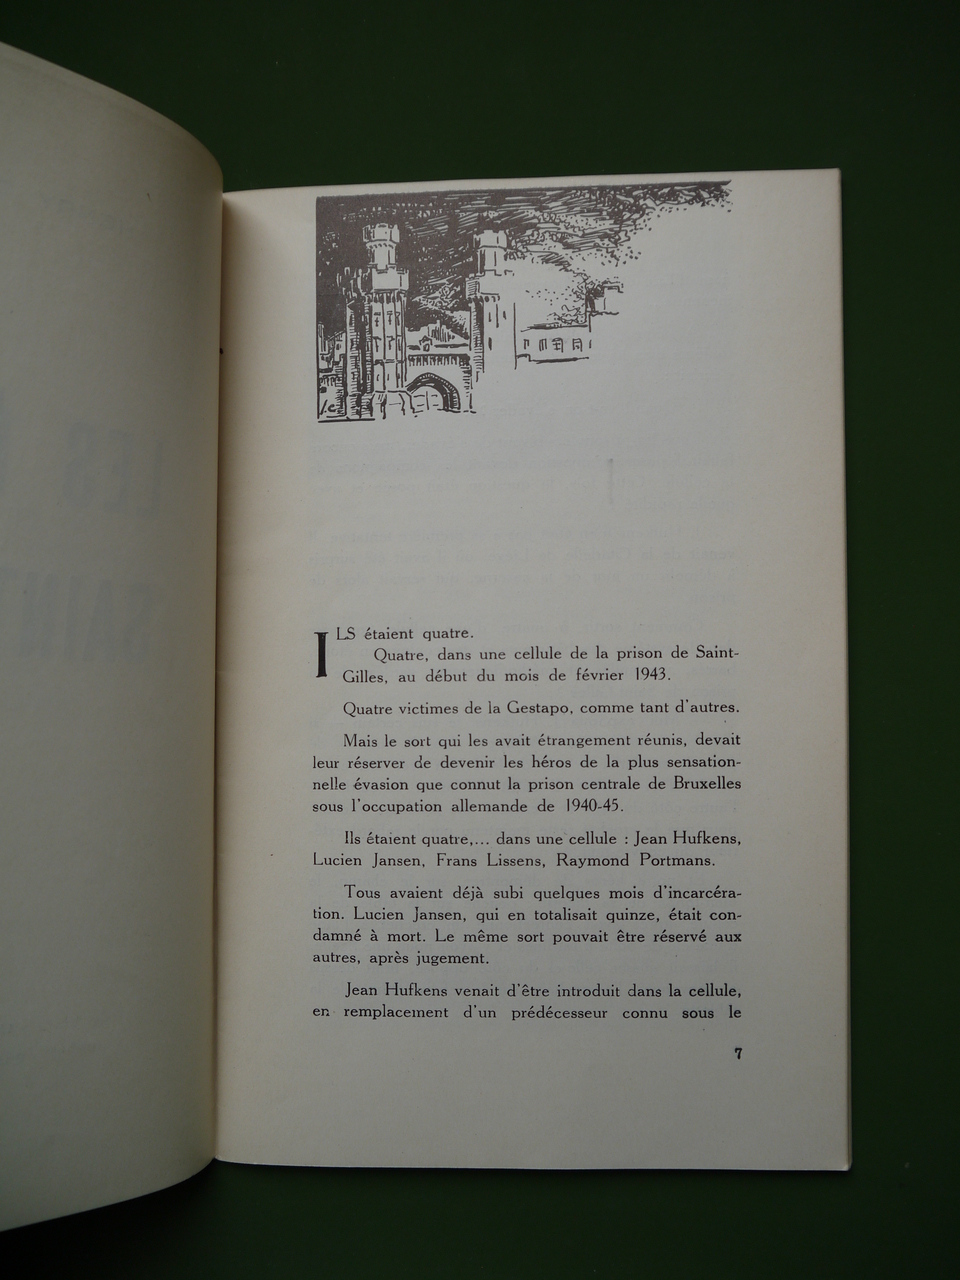 ILS étaient quatre.
Quatre, dans une cellule de la prison de Saint-
Gilles, au début du mois de février 1943.
Quatre victimes de la Gestapo, comme tant d'autres.
Mais le sort qui les avait étrangement réunis, devait
leur réserver de devenir les héros de la plus sensation-
nelle évasion que connut la prison centrale de Bruxelles
sous l'occupation allemande de 1940-45.
Ils étaient quatre,... dans une cellule : Jean Hufkens,
Lucien Jansen, Frans Lissens, Raymond Portmans.
Tous avaient déjà subi quelques mois d'incarcéra-
tion. Lucien Jansen, qui en totalisait quinze, était con-
damné à mort. Le même sort pouvait être réservé aux
autres, après jugement.
Jean Hufkens venait d'être introduit dans la cellule,
en remplacement d'un prédécesseur connu sous le
7